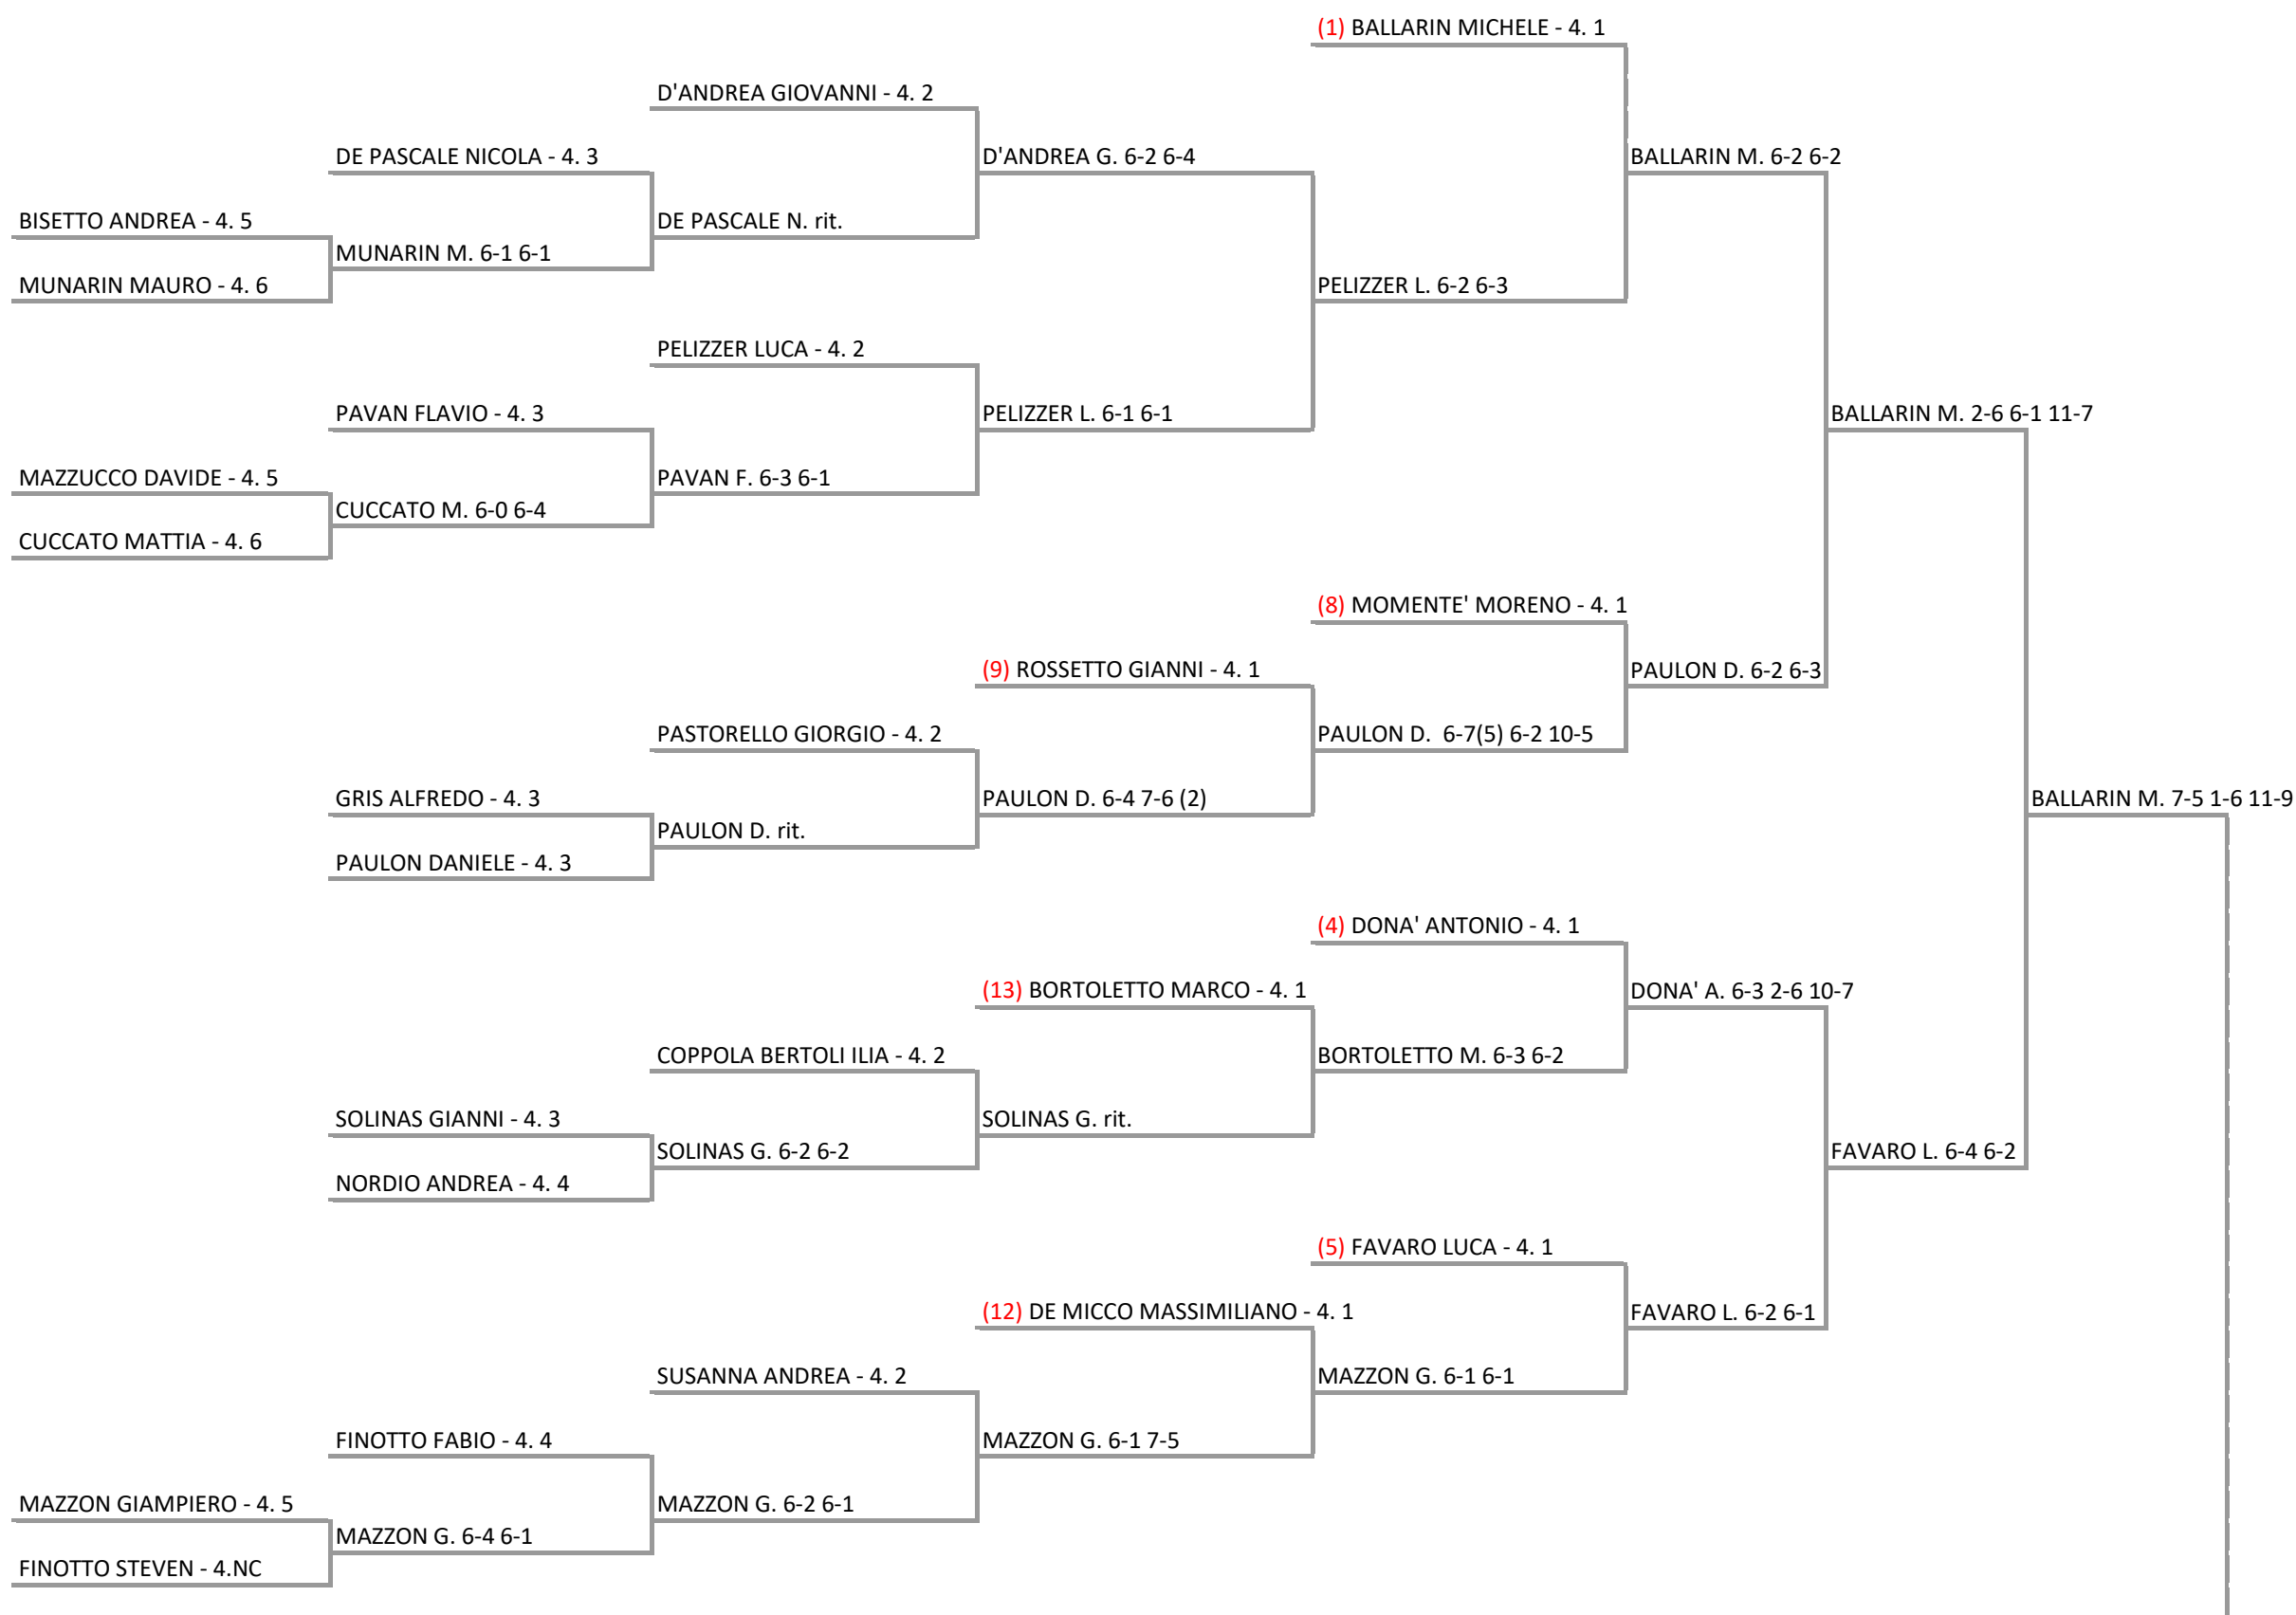 (1) BALLARIN MICHELE - 4. 1
D'ANDREA GIOVANNI - 4. 2
DE PASCALE NICOLA - 4. 3
D'ANDREA G. 6-2 6-4
BALLARIN M. 6-2 6-2
BISETTO ANDREA - 4. 5
DE PASCALE N. rit.
MUNARIN M. 6-1 6-1
MUNARIN MAURO - 4. 6
PELIZZER L. 6-2 6-3
PELIZZER LUCA - 4. 2
PAVAN FLAVIO - 4. 3
PELIZZER L. 6-1 6-1
BALLARIN M. 2-6 6-1 11-7
MAZZUCCO DAVIDE - 4. 5
PAVAN F. 6-3 6-1
CUCCATO M. 6-0 6-4
CUCCATO MATTIA - 4. 6
(8) MOMENTE' MORENO - 4. 1
(9) ROSSETTO GIANNI - 4. 1
PAULON D. 6-2 6-3
PASTORELLO GIORGIO - 4. 2
PAULON D.  6-7(5) 6-2 10-5
GRIS ALFREDO - 4. 3
PAULON D. 6-4 7-6 (2)
BALLARIN M. 7-5 1-6 11-9
PAULON D. rit.
PAULON DANIELE - 4. 3
(4) DONA' ANTONIO - 4. 1
(13) BORTOLETTO MARCO - 4. 1
DONA' A. 6-3 2-6 10-7
COPPOLA BERTOLI ILIA - 4. 2
BORTOLETTO M. 6-3 6-2
SOLINAS GIANNI - 4. 3
SOLINAS G. rit.
SOLINAS G. 6-2 6-2
FAVARO L. 6-4 6-2
NORDIO ANDREA - 4. 4
(5) FAVARO LUCA - 4. 1
(12) DE MICCO MASSIMILIANO - 4. 1
FAVARO L. 6-2 6-1
SUSANNA ANDREA - 4. 2
MAZZON G. 6-1 6-1
FINOTTO FABIO - 4. 4
MAZZON G. 6-1 7-5
MAZZON GIAMPIERO - 4. 5
MAZZON G. 6-2 6-1
MAZZON G. 6-4 6-1
FINOTTO STEVEN - 4.NC